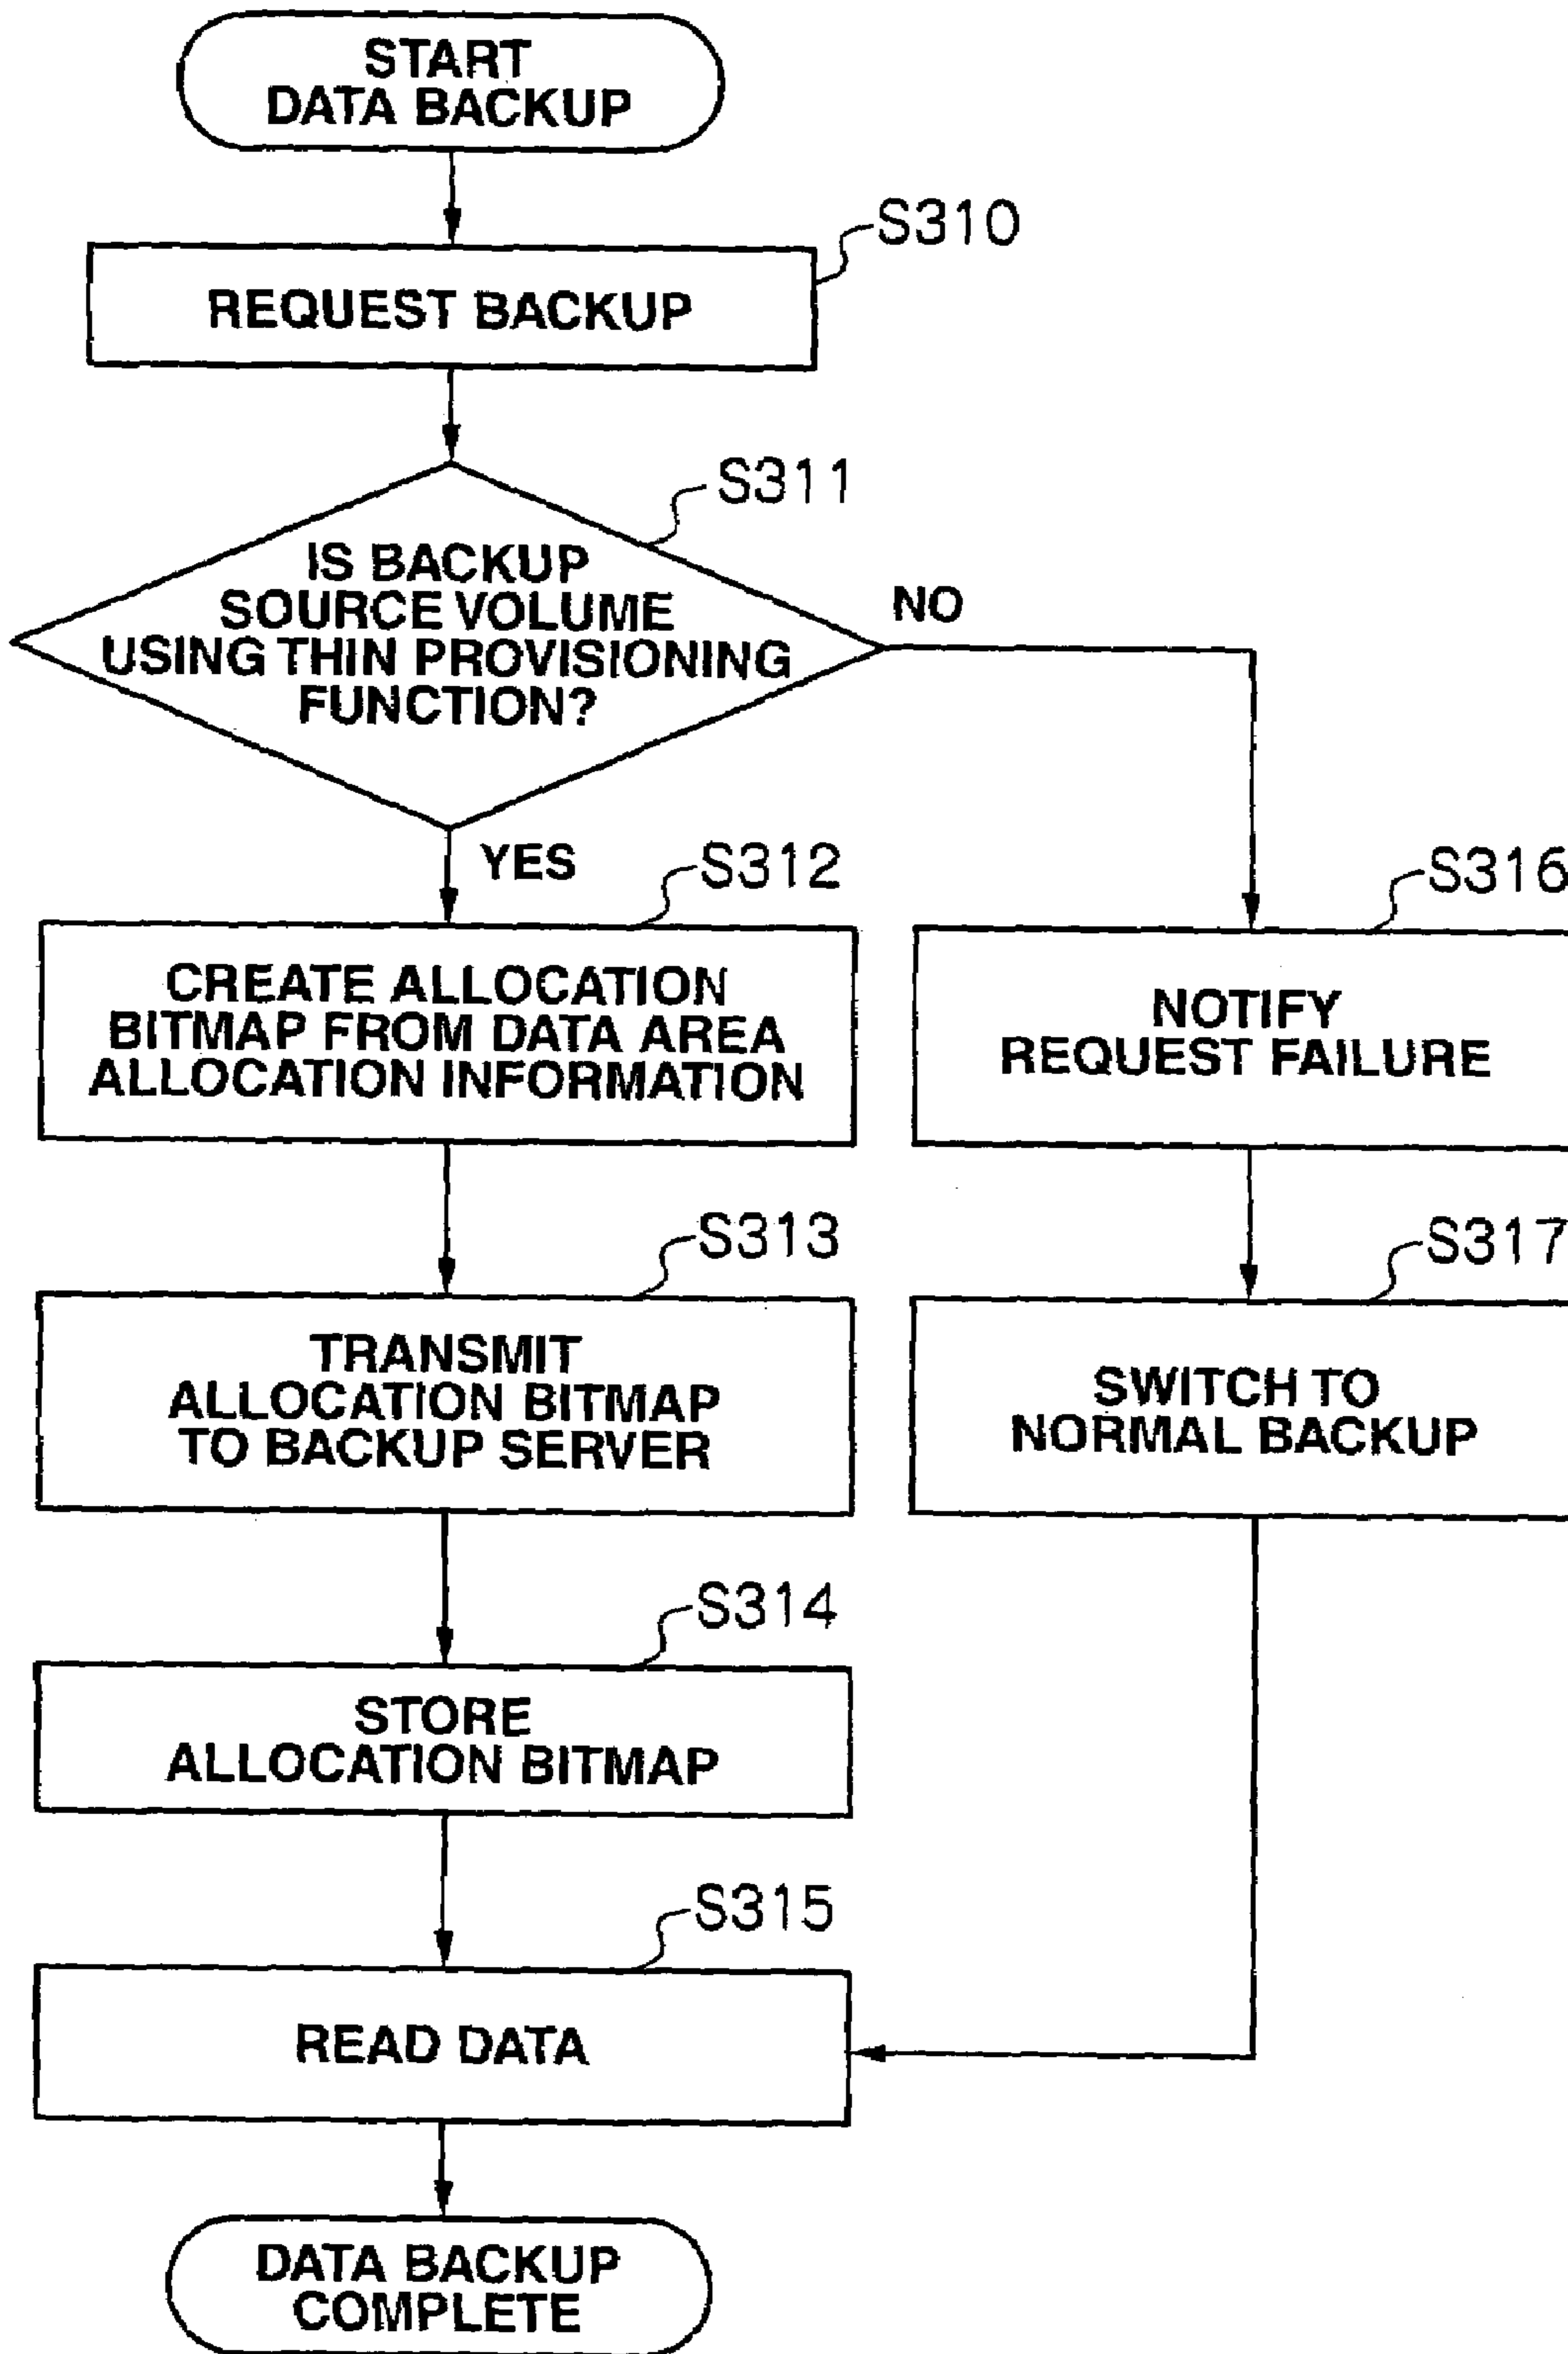 START
DATA BACKUP
S310
REQUEST BACKUP
S311
IS BACKUP
SOURCE VOLUME
USING THIN PROVISIONING
FUNCTION?
NO
YES
S312
CREATE ALLOCATION
BITMAP FROM DATA AREA
ALLOCATION INFORMATION
S316
NOTIFY
REQUEST FAILURE
S313
TRANSMIT
ALLOCATION BITMAP
TO BACKUP SERVER
S317
SWITCH TO
NORMAL BACKUP
S314
STORE
ALLOCATION BITMAP
S315
READ DATA
DATA BACKUP
COMPLETE